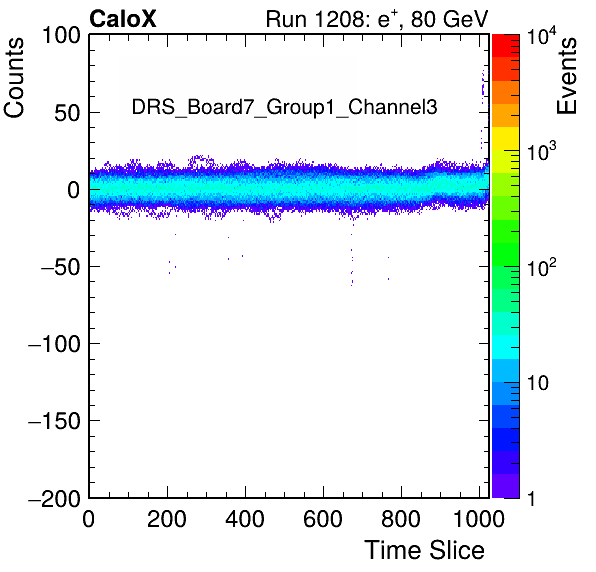 CaloX Run 1208: e+, 80 GeV
Counts
Events
DRS_Board7_Group1_Channel3
100
50
0
−50
−100
−150
−200
0 200 400 600 800 1000
Time Slice
10^4
10^3
10^2
10
1